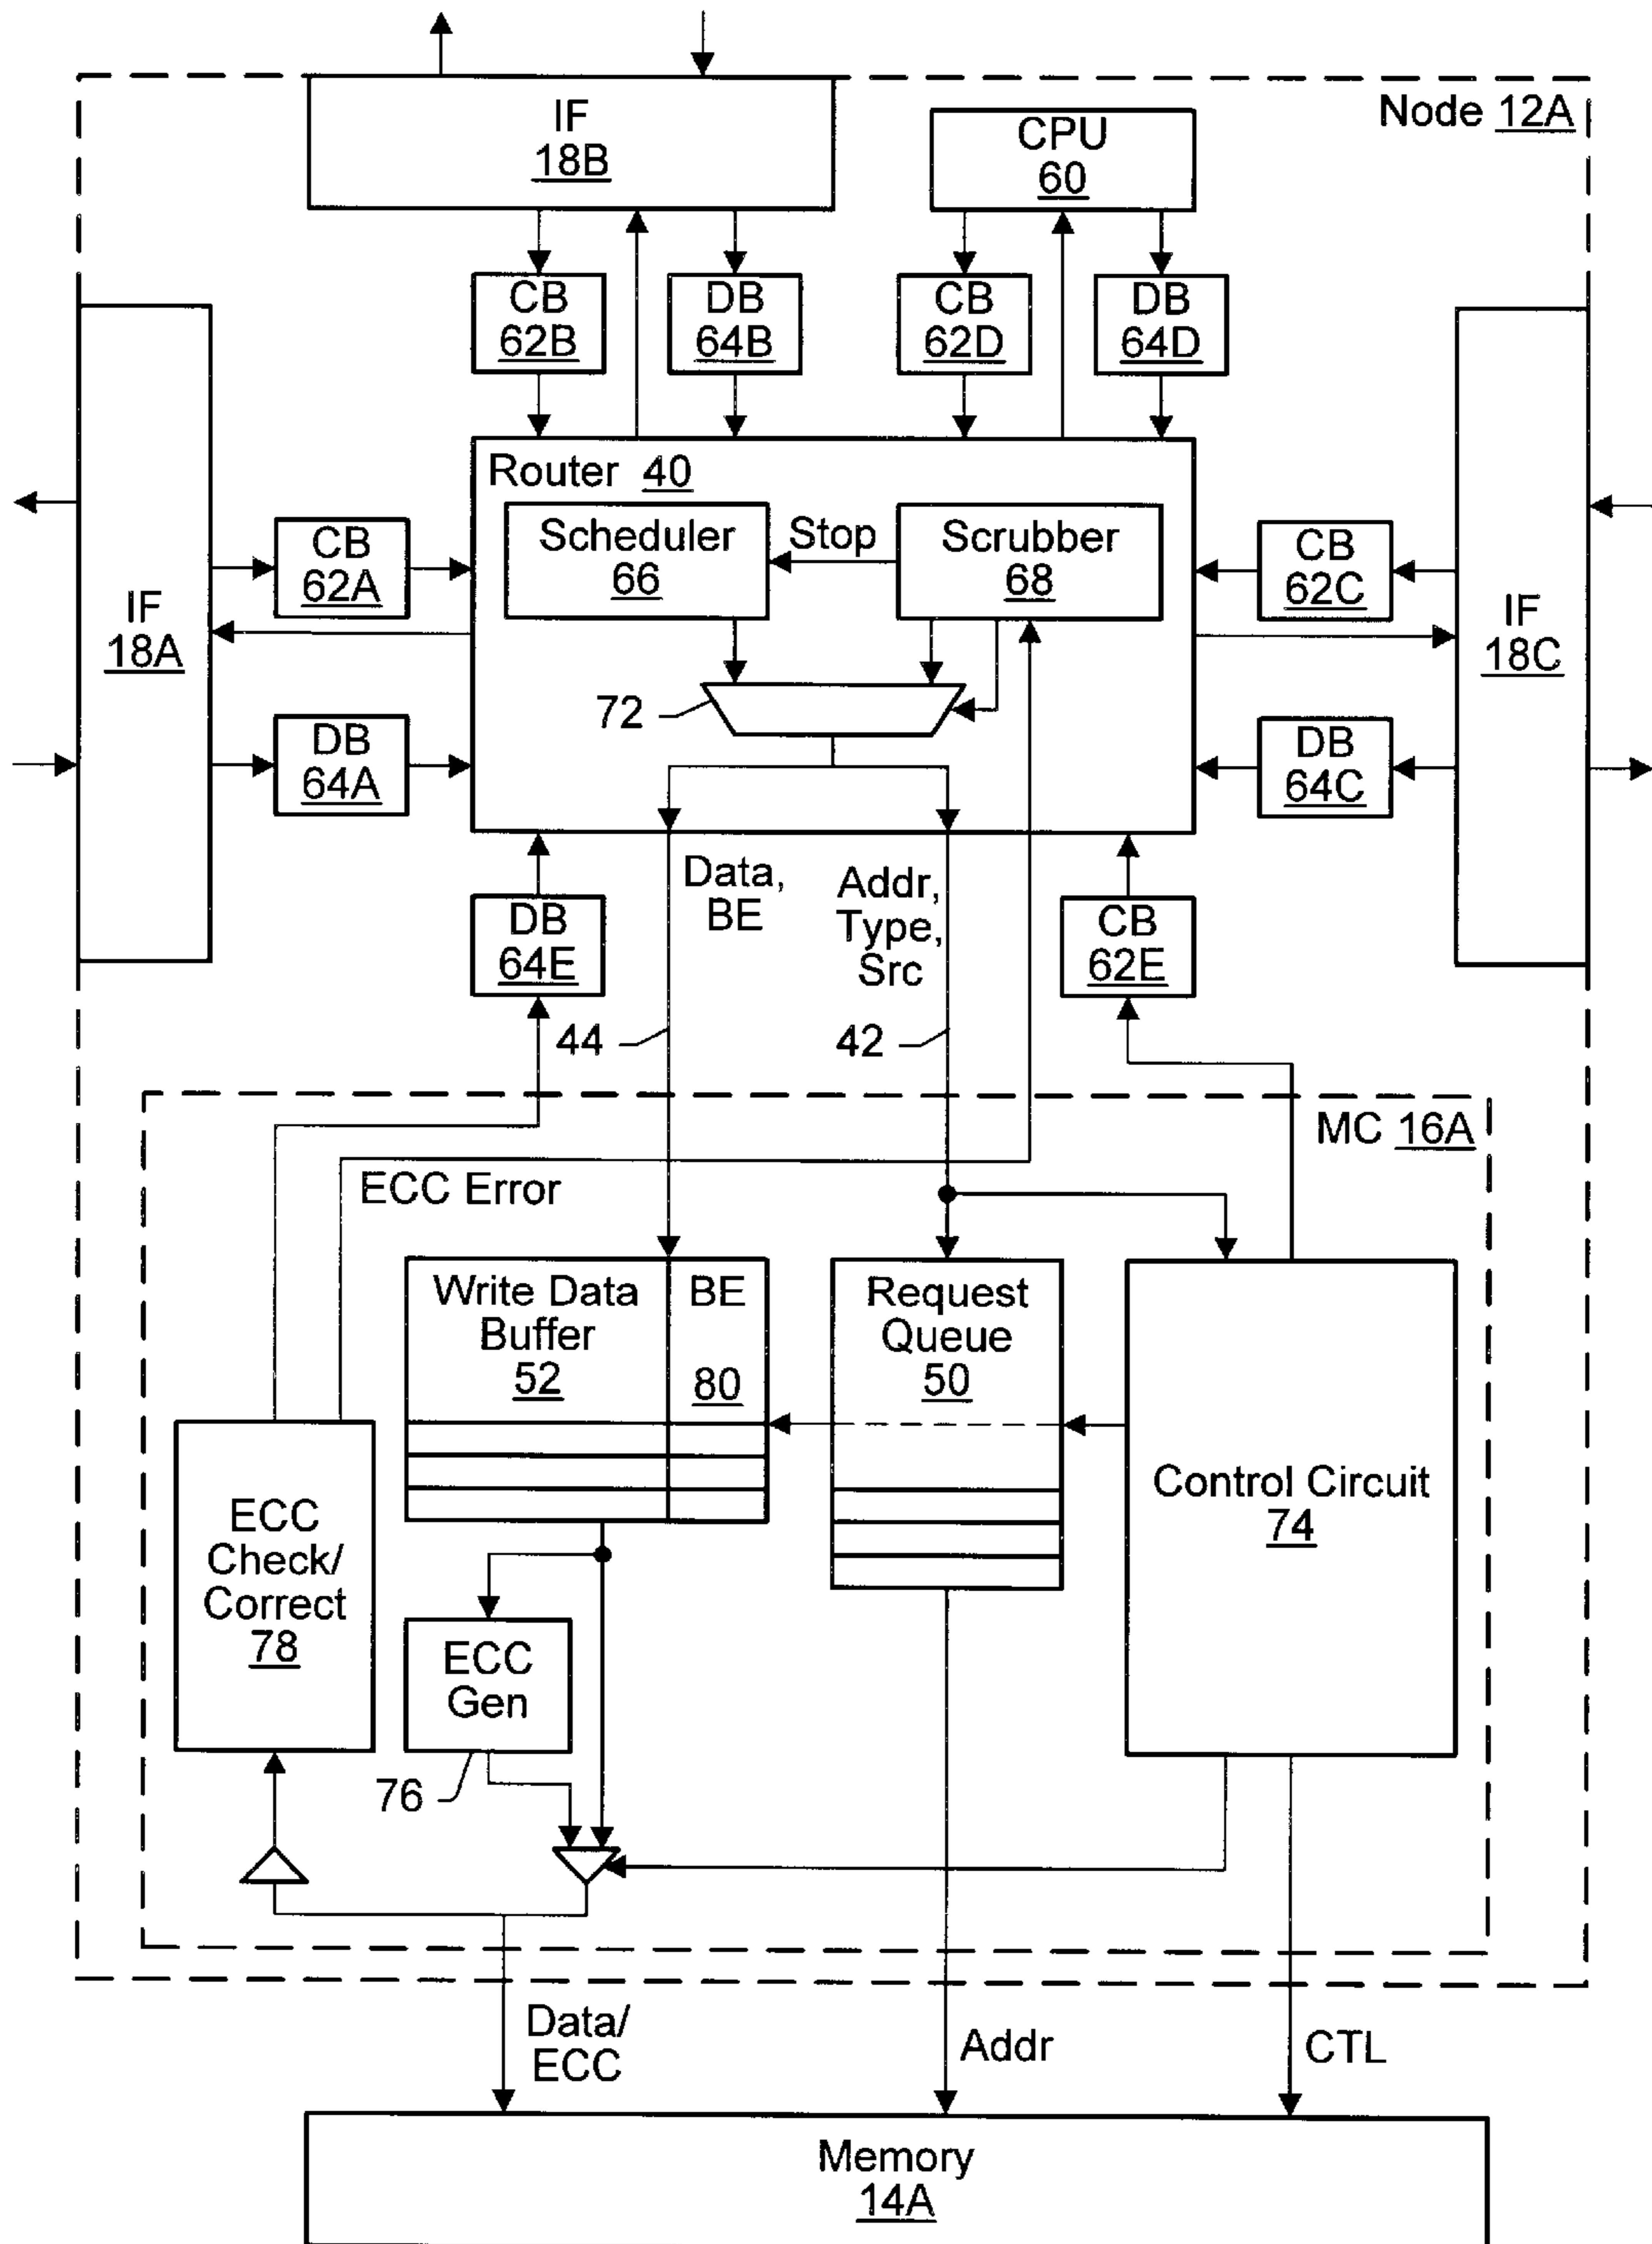 Node 12A
IF
18B
CPU
60
CB
62B
DB
64B
CB
62D
DB
64D
Router 40
Scheduler
66
Stop
Scrubber
68
CB
62A
CB
62C
IF
18A
IF
18C
72
DB
64A
DB
64C
Data,
BE
Addr,
Type,
Src
DB
64E
CB
62E
44
42
MC 16A
ECC Error
Write Data
Buffer
52
BE
80
Request
Queue
50
Control Circuit
74
ECC
Check/
Correct
78
ECC
Gen
76
Data/
ECC
Addr
CTL
Memory
14A